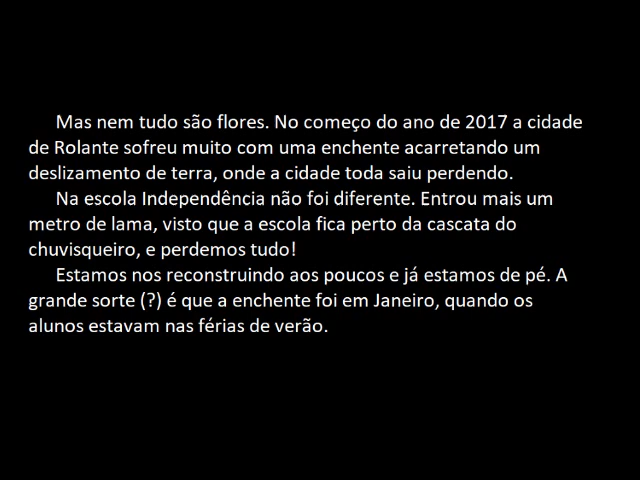 Mas nem tudo são flores. No começo do ano de 2017 a cidade
de Rolante sofreu muito com uma enchente acarretando um
deslizamento de terra, onde a cidade toda saiu perdendo.
Na escola Independência não foi diferente. Entrou mais um
metro de lama, visto que a escola fica perto da cascata do
chuvisqueiro, e perdemos tudo!
Estamos nos reconstruindo aos poucos e já estamos de pé. A
grande sorte (?) é que a enchente foi em Janeiro, quando os
alunos estavam nas férias de verão.